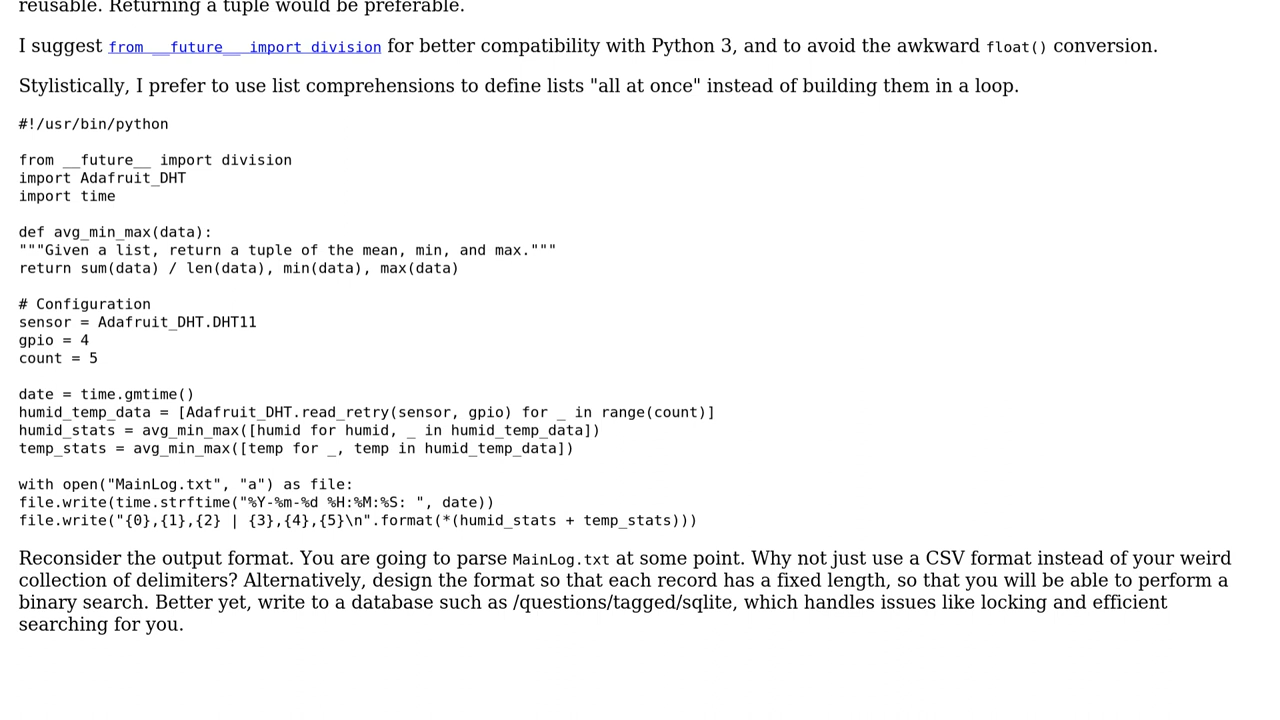 reusable. Returning a tuple would be preferable.
I suggest from __future__ import division for better compatibility with Python 3, and to avoid the awkward float() conversion.
Stylistically, I prefer to use list comprehensions to define lists "all at once" instead of building them in a loop.
#!/usr/bin/python
from __future__ import division
import Adafruit_DHT
import time
def avg_min_max(data):
"""Given a list, return a tuple of the mean, min, and max."""
return sum(data) / len(data), min(data), max(data)
# Configuration
sensor = Adafruit_DHT.DHT11
gpio = 4
count = 5
date = time.gmtime()
humid_temp_data = [Adafruit_DHT.read_retry(sensor, gpio) for _ in range(count)]
humid_stats = avg_min_max([humid for humid, _ in humid_temp_data])
temp_stats = avg_min_max([temp for _, temp in humid_temp_data])
with open("MainLog.txt", "a") as file:
file.write(time.strftime("%Y-%m-%d %H:%M:%S: ", date))
file.write("{0},{1},{2} | {3},{4},{5}\n".format(*(humid_stats + temp_stats)))
Reconsider the output format. You are going to parse MainLog.txt at some point. Why not just use a CSV format instead of your weird
collection of delimiters? Alternatively, design the format so that each record has a fixed length, so that you will be able to perform a
binary search. Better yet, write to a database such as /questions/tagged/sqlite, which handles issues like locking and efficient
searching for you.